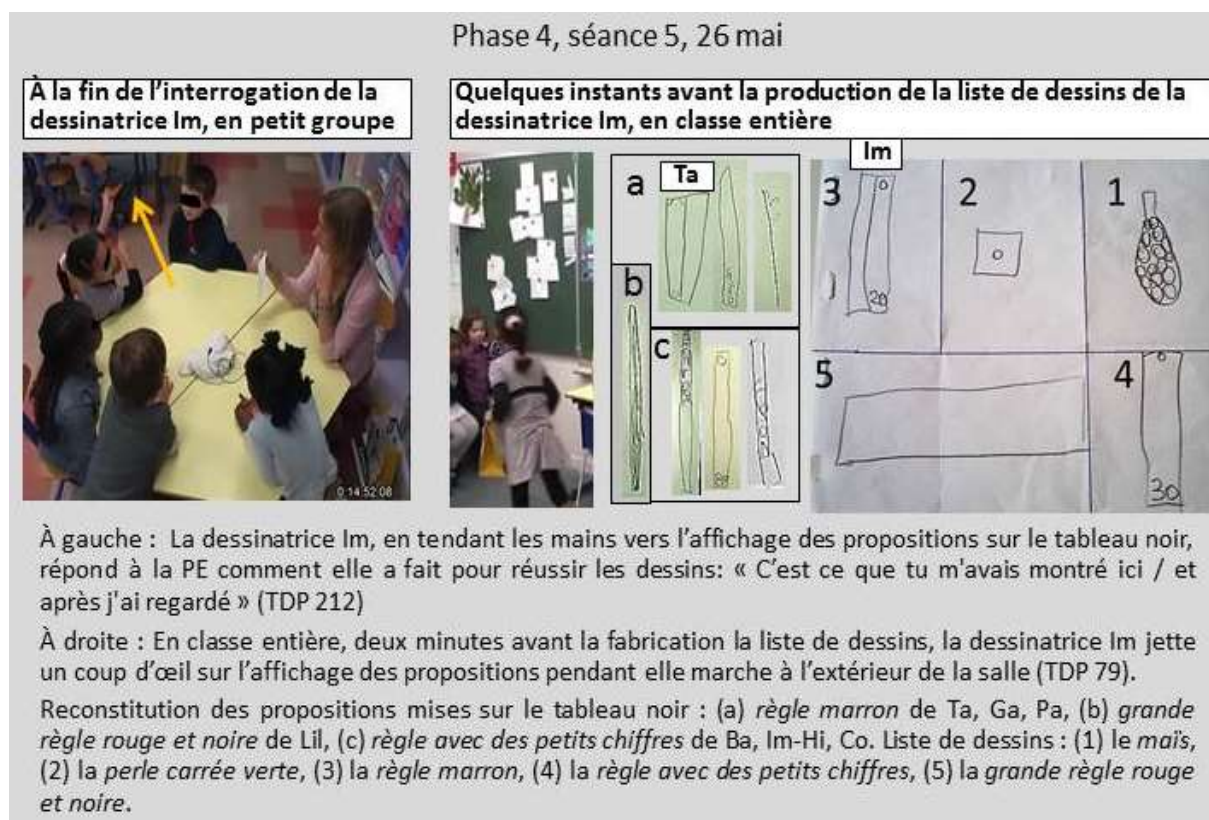 Phase 4, séance 5, 26 mai
À la fin de l'interrogation de la
dessinatrice Im, en petit groupe
Quelques instants avant la production de la liste de dessins de la
dessinatrice Im, en classe entière
0:14:52:08
a
Ta
b
c
Im
3
2
1
20
5
4
30
À gauche : La dessinatrice Im, en tendant les mains vers l'affichage des propositions sur le tableau noir,
répond à la PE comment elle a fait pour réussir les dessins: « C'est ce que tu m'avais montré ici / et
après j'ai regardé » (TDP 212)
À droite : En classe entière, deux minutes avant la fabrication la liste de dessins, la dessinatrice Im jette
un coup d'œil sur l'affichage des propositions pendant elle marche à l'extérieur de la salle (TDP 79).
Reconstitution des propositions mises sur le tableau noir : (a) règle marron de Ta, Ga, Pa, (b) grande
règle rouge et noire de Lil, (c) règle avec des petits chiffres de Ba, Im-Hi, Co. Liste de dessins : (1) le maïs,
(2) la perle carrée verte, (3) la règle marron, (4) la règle avec des petits chiffres, (5) la grande règle rouge
et noire.